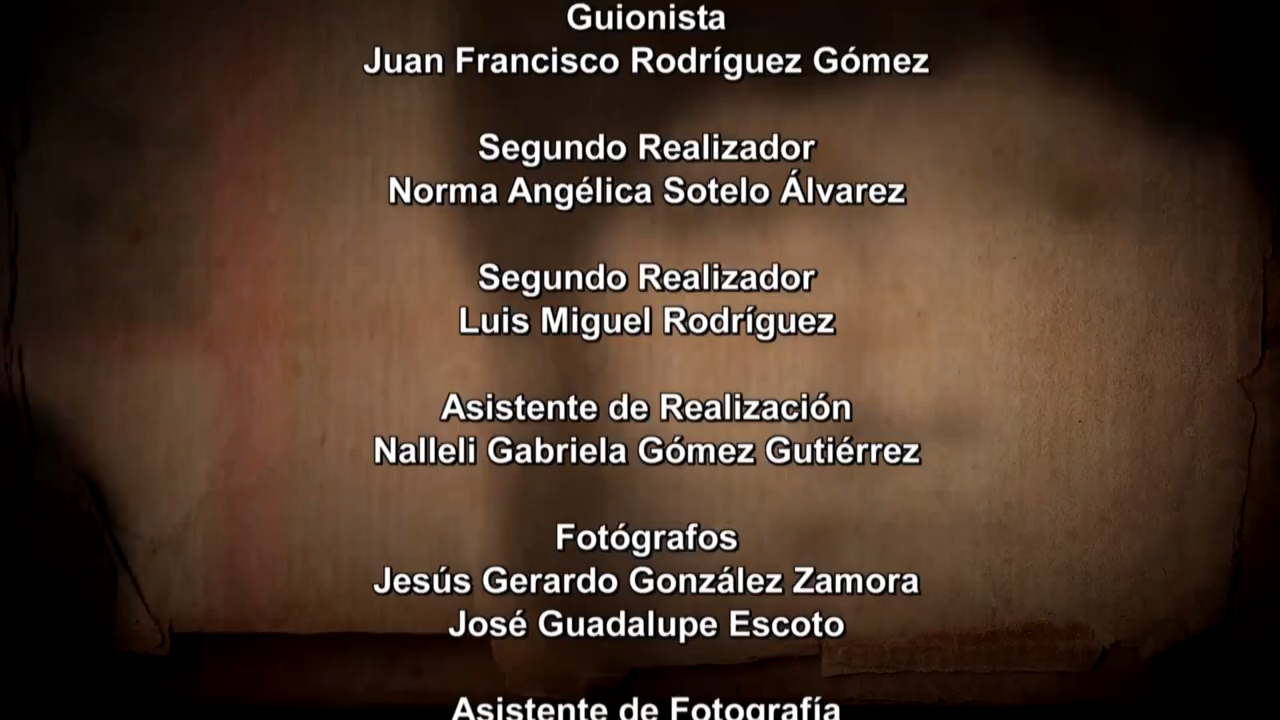 Guionista
Juan Francisco Rodríguez Gómez
Segundo Realizador
Norma Angélica Sotelo Álvarez
Segundo Realizador
Luis Miguel Rodríguez
Asistente de Realización
Nalleli Gabriela Gómez Gutiérrez
Fotógrafos
Jesús Gerardo González Zamora
José Guadalupe Escoto
Asistente de Fotografía